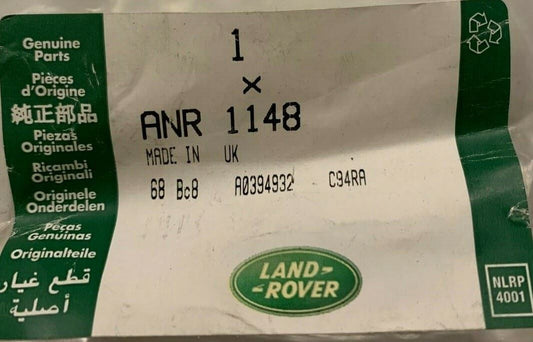 Genuine
Parts
Pièces
d'Origine
純正部品
Piezas
Originales
Ricambi
Originali
Originele
Onderdelen
Peças
Genuinas
Originalteile
قطع غيار
أصلية
1
×
ANR 1148
MADE IN UK
68 Bc8 A0394932 C94RA
LAND-
-ROVER
NLRP
4001